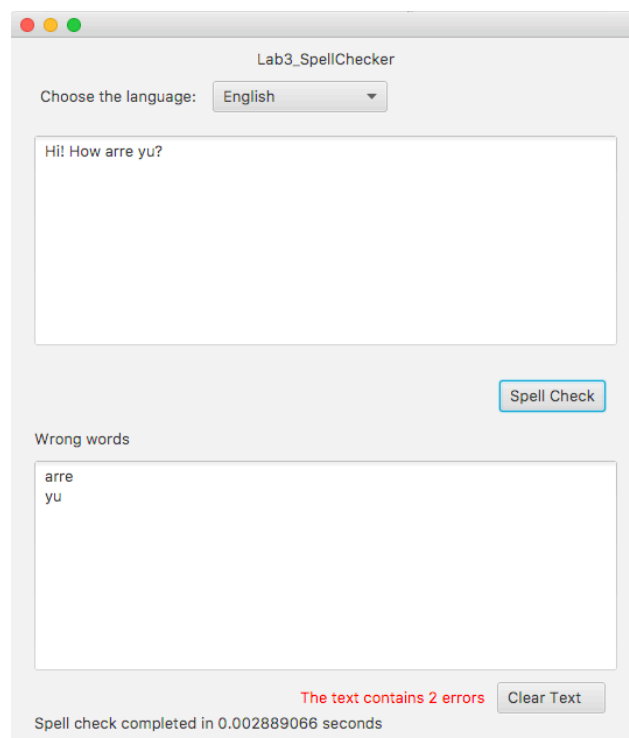 Lab3_SpellChecker
Choose the language: English
Hi! How arre yu?
Spell Check
Wrong words
arre
yu
The text contains 2 errors Clear Text
Spell check completed in 0.002889066 seconds